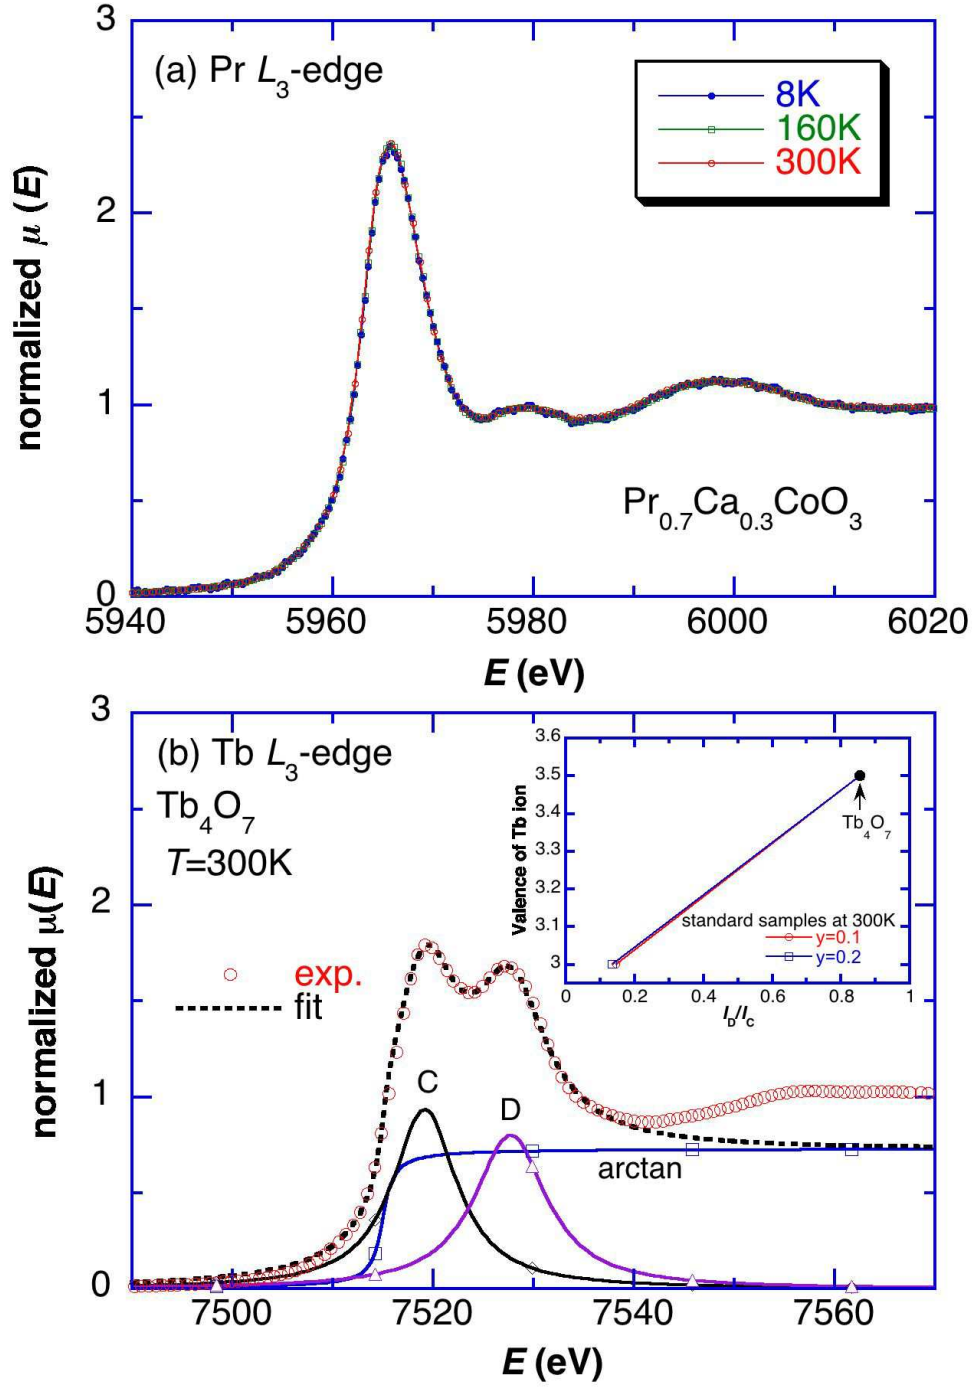 3
(a) Pr L₃-edge
8K
160K
300K
2
normalized μ (E)
1
Pr₀.₇Ca₀.₃CoO₃
0
5940 5960 5980 6000 6020
E (eV)
3
(b) Tb L₃-edge
Tb₄O₇
T=300K
3.6
3.5
3.4
3.3
3.2
3.1
3
Valence of Tb ion
Tb₄O₇
standard samples at 300K
y=0.1
y=0.2
0 0.2 0.4 0.6 0.8 1
I_D/I_C
2
exp.
fit
normalized μ(E)
C
D
1
arctan
0
7500 7520 7540 7560
E (eV)